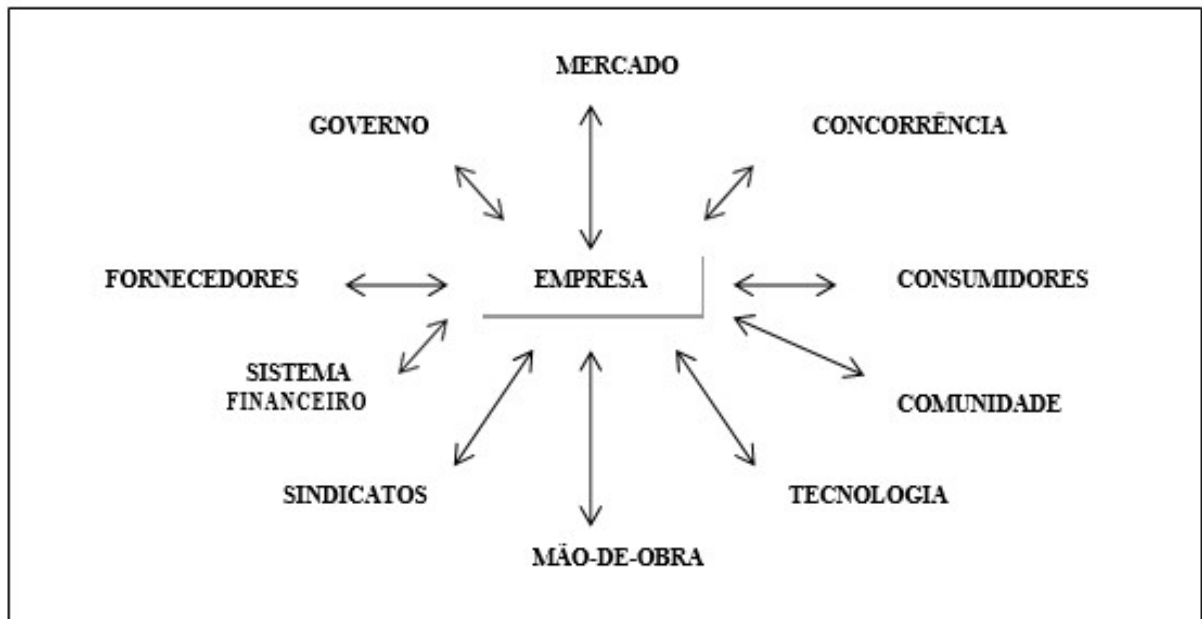 MERCADO
GOVERNO
CONCORRÊNCIA
FORNECEDORES
EMPRESA
CONSUMIDORES
SISTEMA
FINANCEIRO
COMUNIDADE
SINDICATOS
TECNOLOGIA
MÃO-DE-OBRA